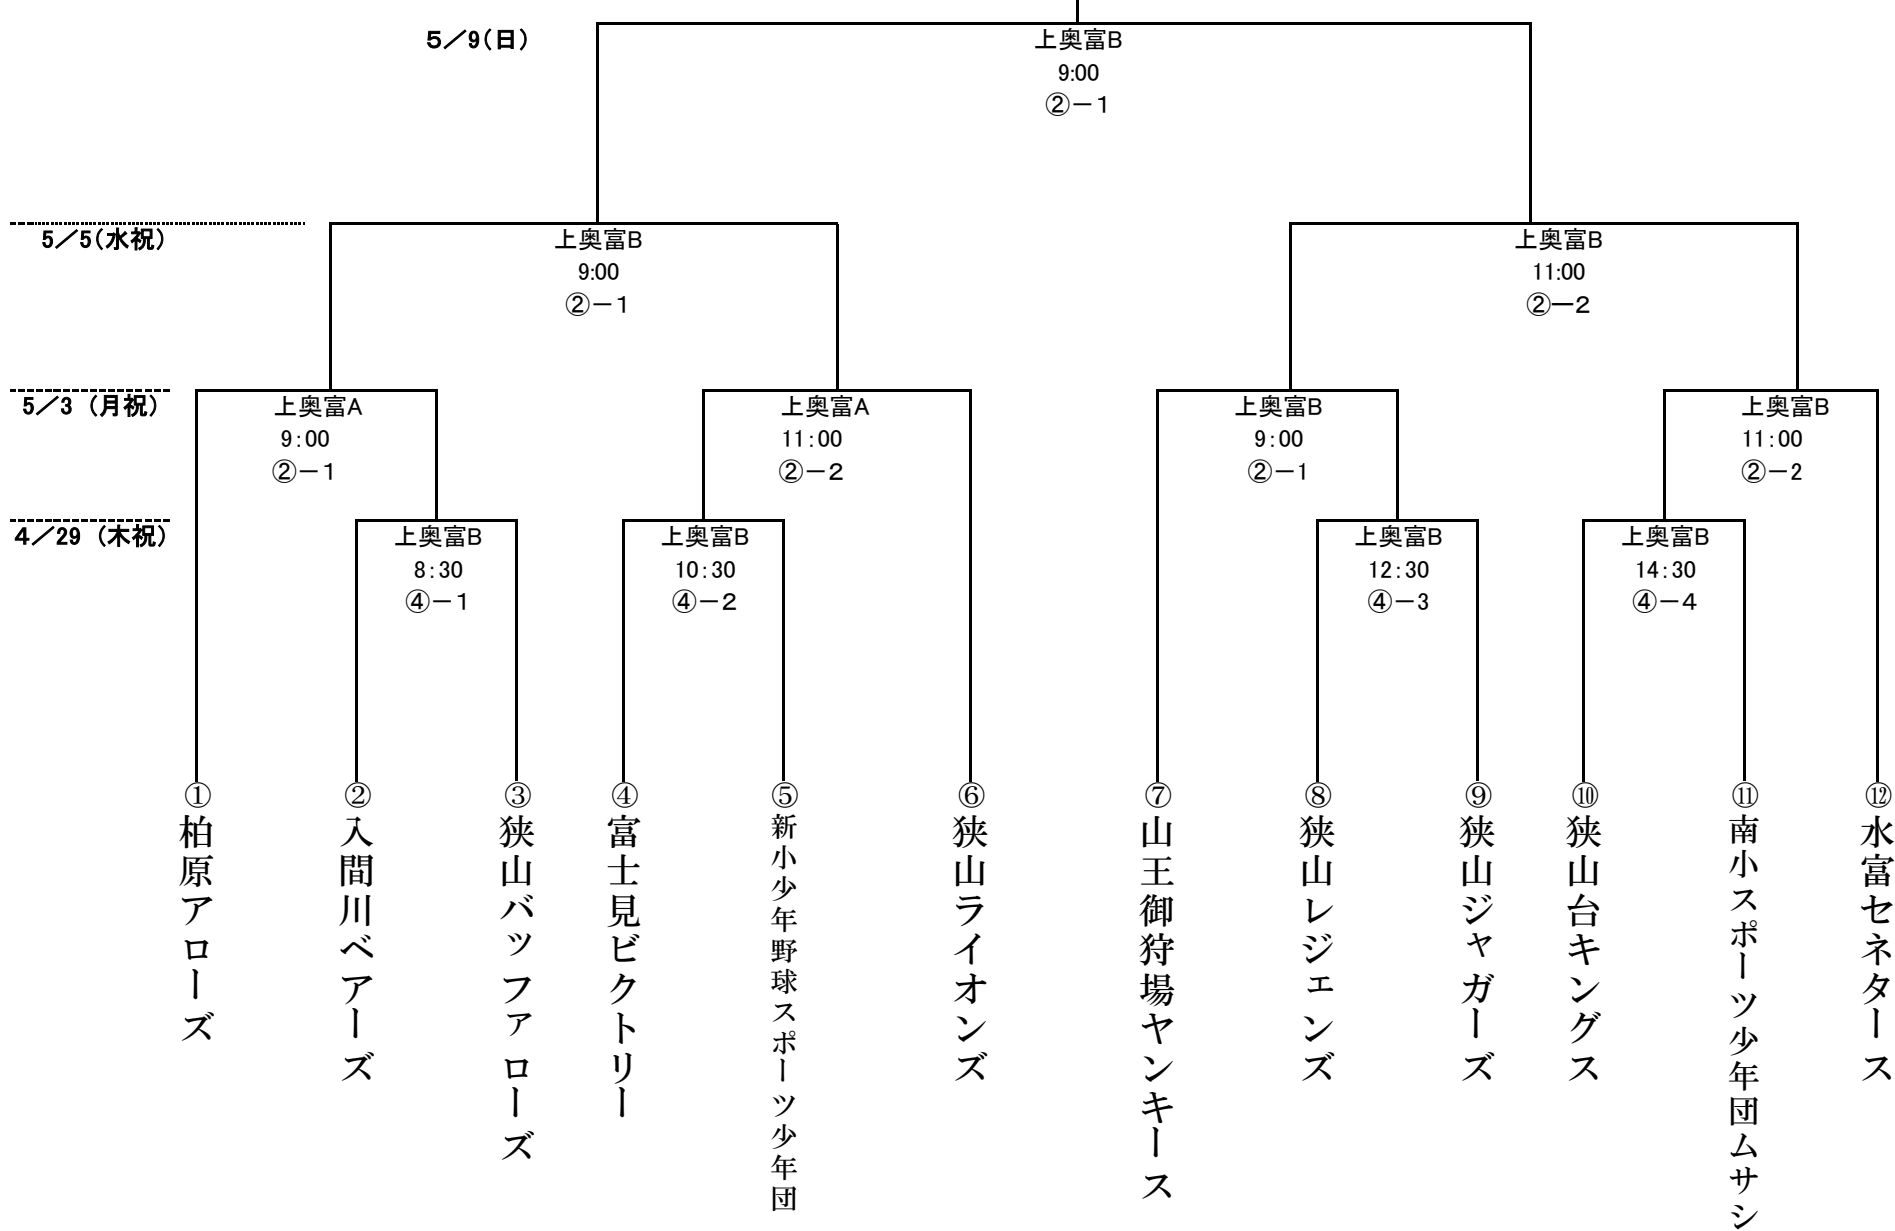 ５／９（日）
上奥富B
9:00
②－１
５／５（水祝）
上奥富B
9:00
②－１
上奥富B
11:00
②－２
５／３（月祝）
上奥富A
9：00
②－１
上奥富A
11：00
②－２
上奥富B
9：00
②－１
上奥富B
11：00
②－２
４／29（木祝）
上奥富B
8：30
④－１
上奥富B
10：30
④－２
上奥富B
12：30
④－３
上奥富B
14：30
④－４
①柏原アローズ
②入間川ベアーズ
③狭山バッファローズ
④富士見ビクトリー
⑤新小少年野球スポーツ少年団
⑥狭山ライオンズ
⑦山王御狩場ヤンキース
⑧狭山レジェンズ
⑨狭山ジャガーズ
⑩狭山台キングス
⑪南小スポーツ少年団ムサシ
⑫水富セネタース